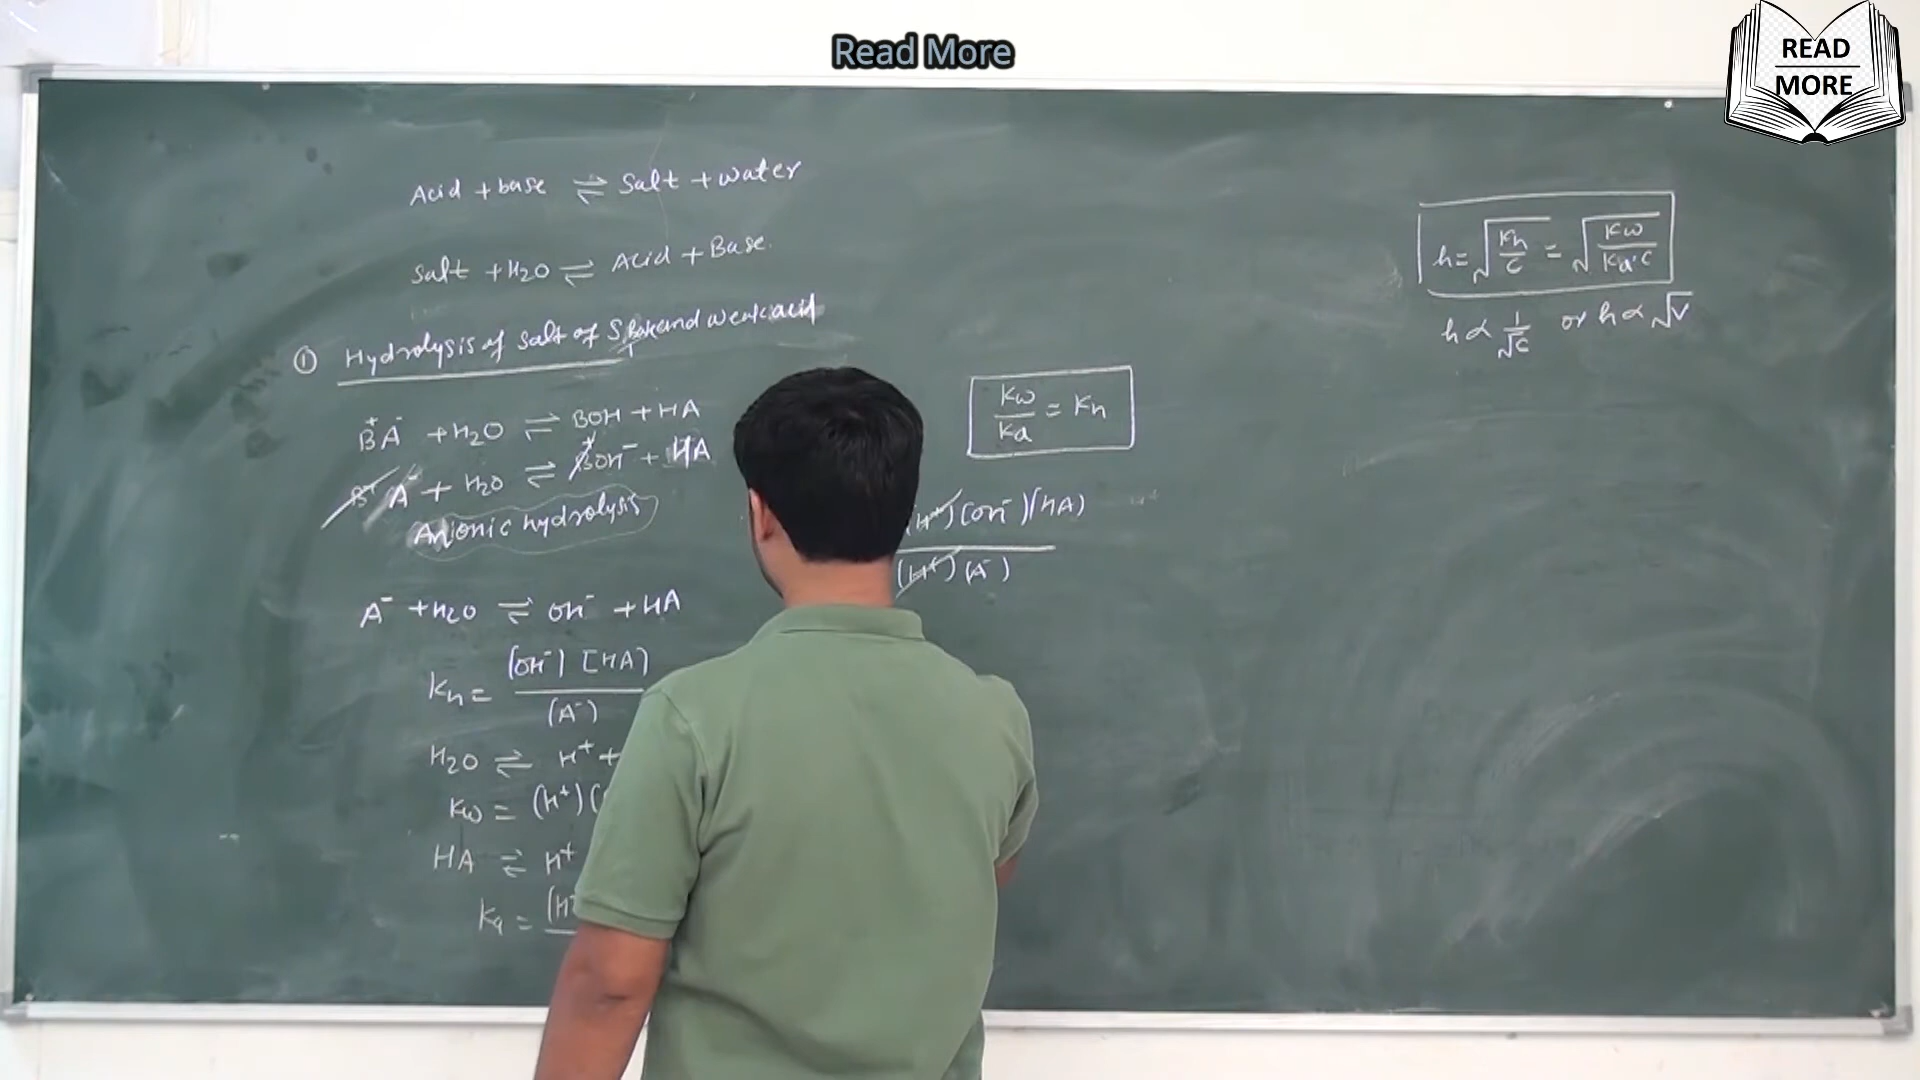 Read More
READ
MORE
Acid + base ⇌ Salt + water
Salt + H2O ⇌ Acid + Base.
① Hydrolysis of salt of S Base and weak acid
B⁺A⁻ + H2O ⇌ BOH + HA
B⁺ A⁻ + H2O ⇌ B⁺OH⁻ + HA
Anionic hydrolysis
A⁻ + H2O ⇌ OH⁻ + HA
Kh = (OH⁻) [HA] / (A⁻)
H2O ⇌ H⁺ +
Kw = (H⁺) (
HA ⇌ H⁺
Ka = (H⁺
Kw / Ka = Kh
(H⁺) (OH⁻) (HA) / (H⁺) (A⁻)
h = √(Kh / C) = √(Kw / Ka·C)
h ∝ 1/√C or h ∝ √V